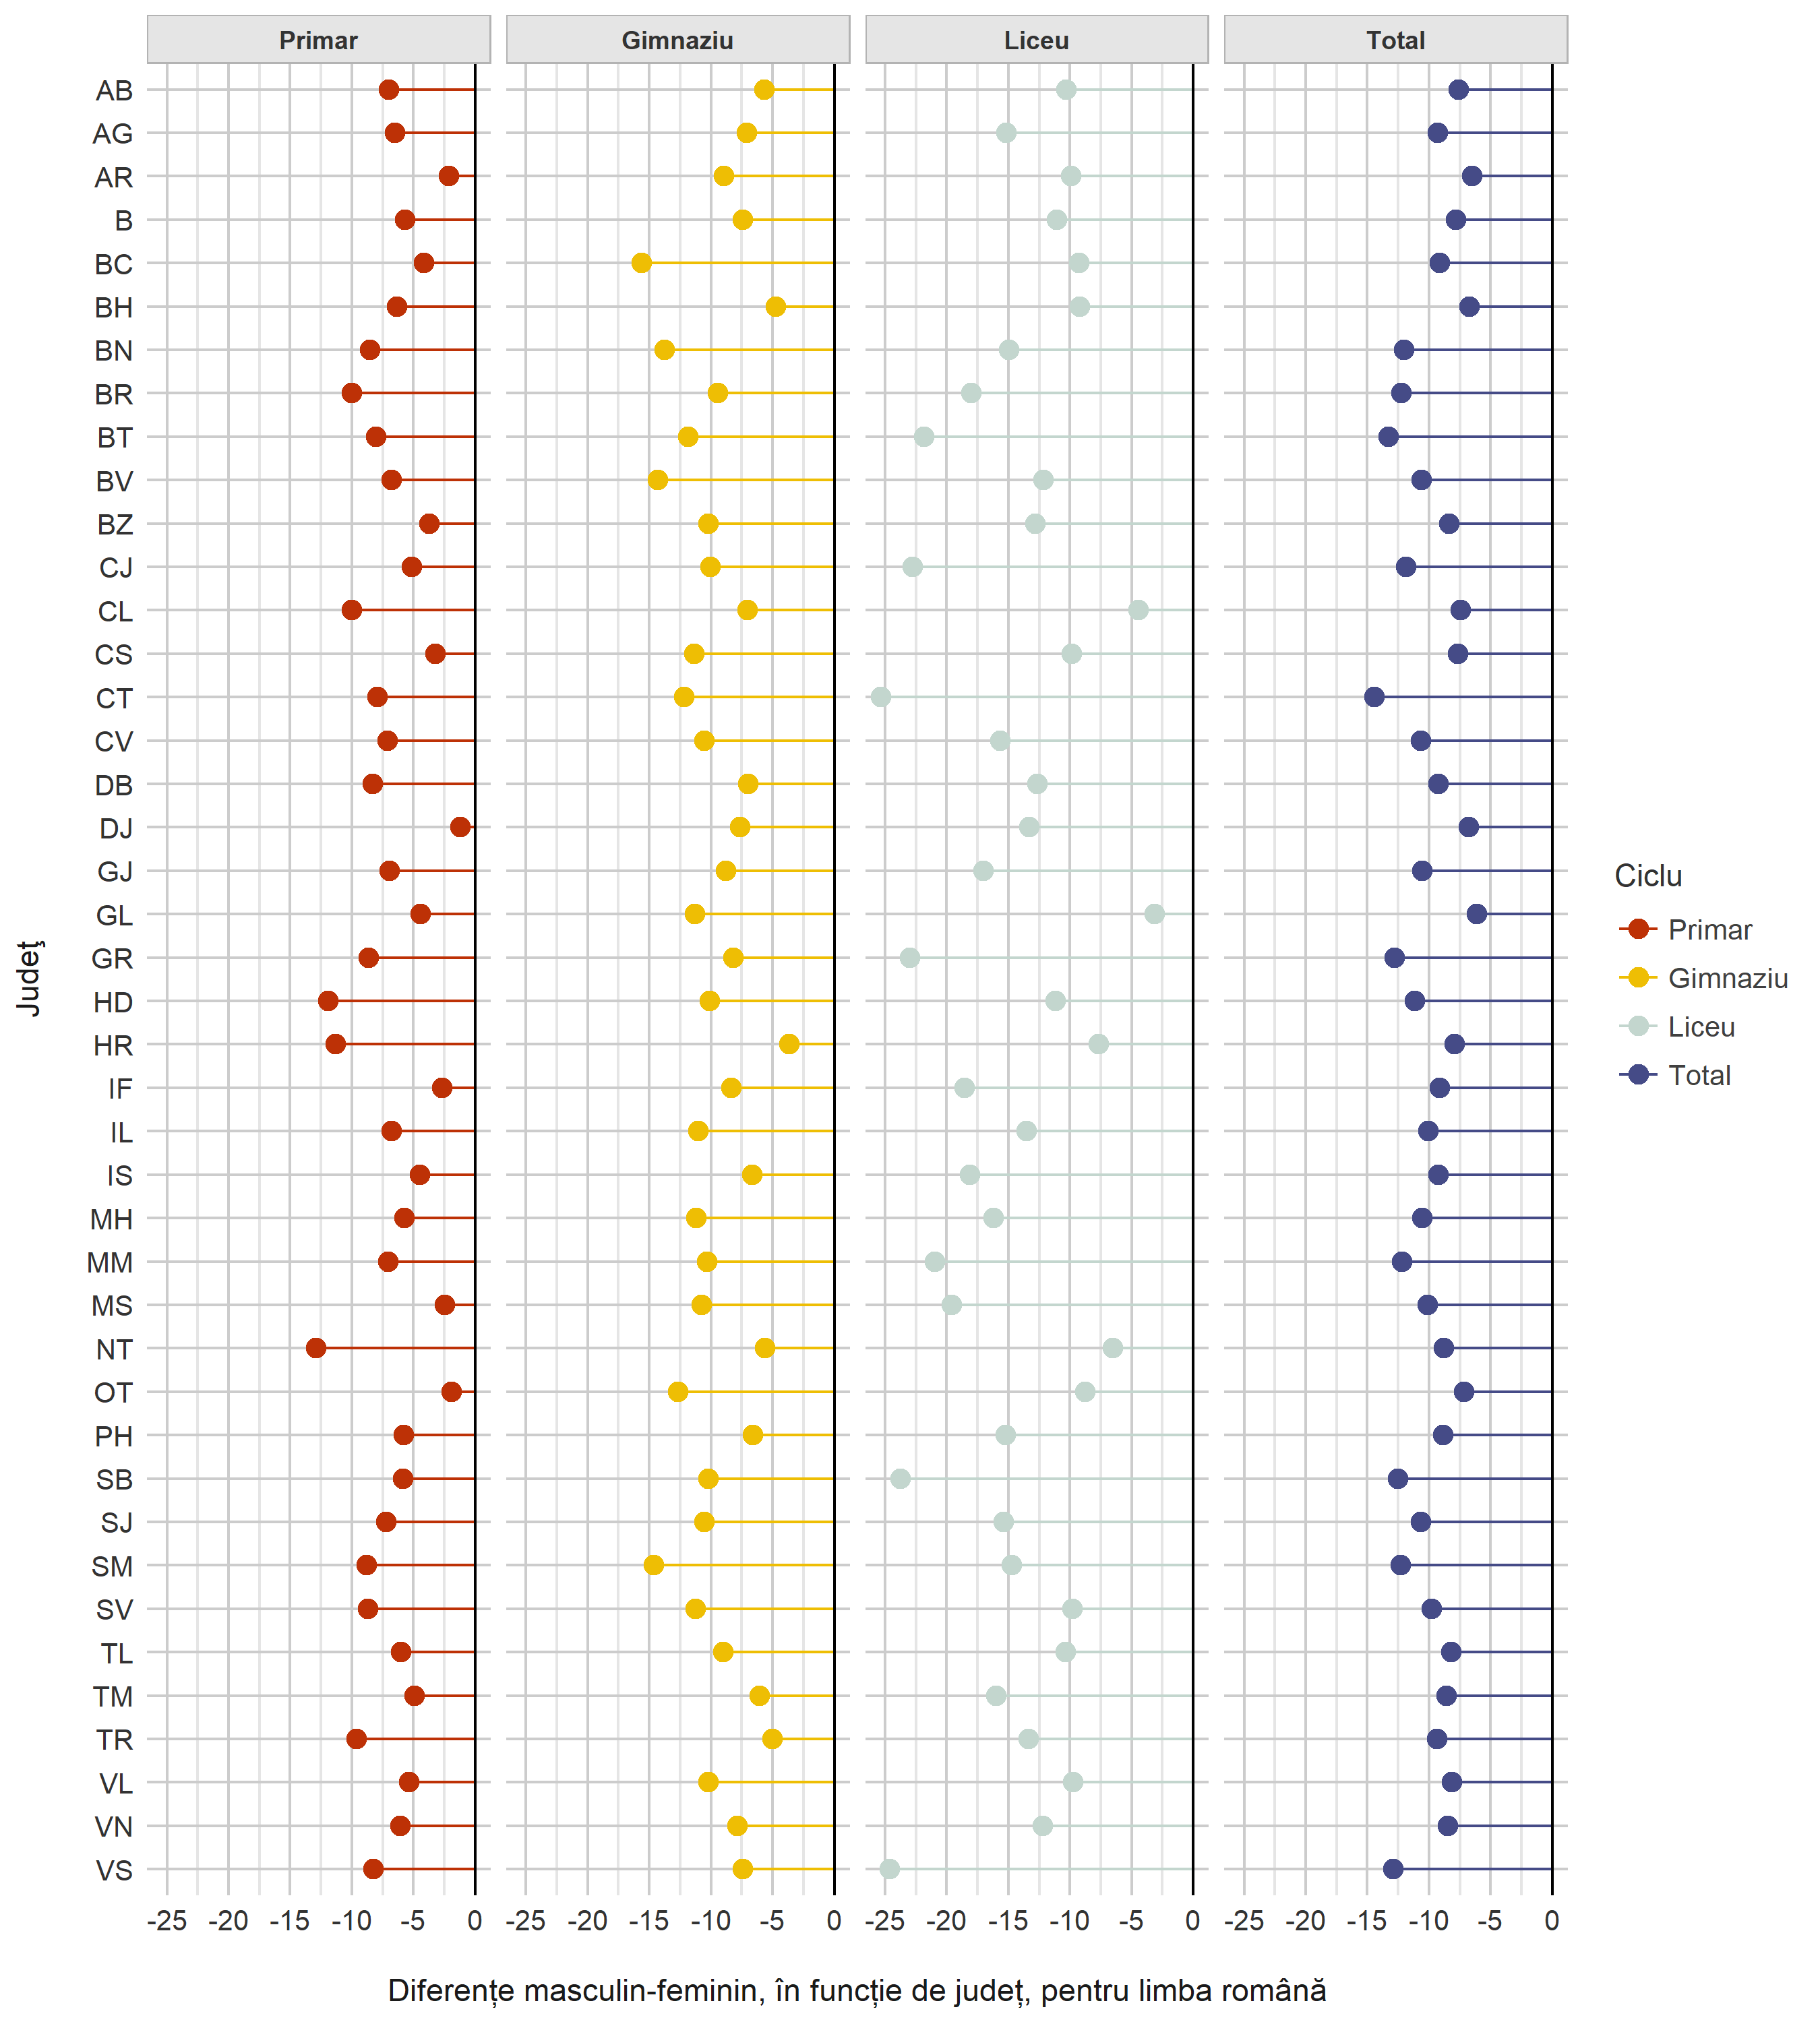 Primar Gimnaziu Liceu Total
AB
AG
AR
B
BC
BH
BN
BR
BT
BV
BZ
CJ
CL
CS
CT
CV
DB
DJ
GJ
GL
GR
HD
HR
IF
IL
IS
MH
MM
MS
NT
OT
PH
SB
SJ
SM
SV
TL
TM
TR
VL
VN
VS
Județ
-25 -20 -15 -10 -5 0 -25 -20 -15 -10 -5 0 -25 -20 -15 -10 -5 0 -25 -20 -15 -10 -5 0
Diferențe masculin-feminin, în funcție de județ, pentru limba română
Ciclu
Primar
Gimnaziu
Liceu
Total